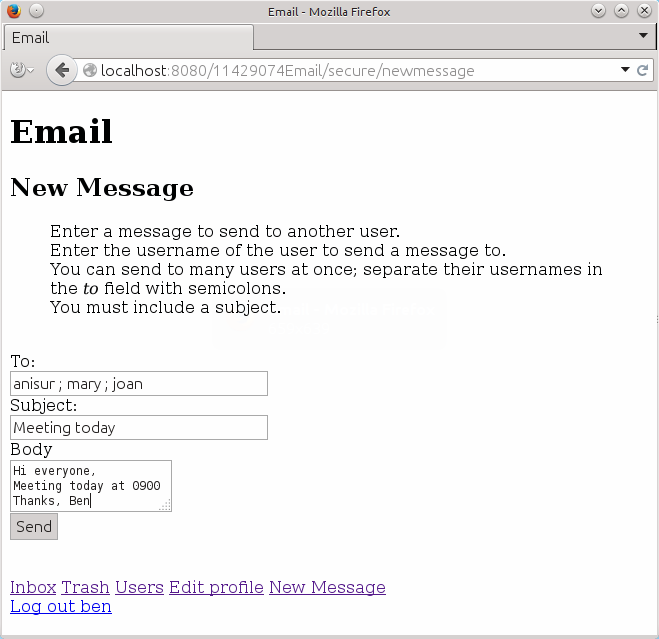 Email - Mozilla Firefox
Email
localhost:8080/11429074Email/secure/newmessage
Email
New Message
Enter a message to send to another user.
Enter the username of the user to send a message to.
You can send to many users at once; separate their usernames in
the to field with semicolons.
You must include a subject.
To:
anisur ; mary ; joan
Subject:
Meeting today
Body
Hi everyone,
Meeting today at 0900
Thanks, Ben
Send
Inbox Trash Users Edit profile New Message
Log out ben